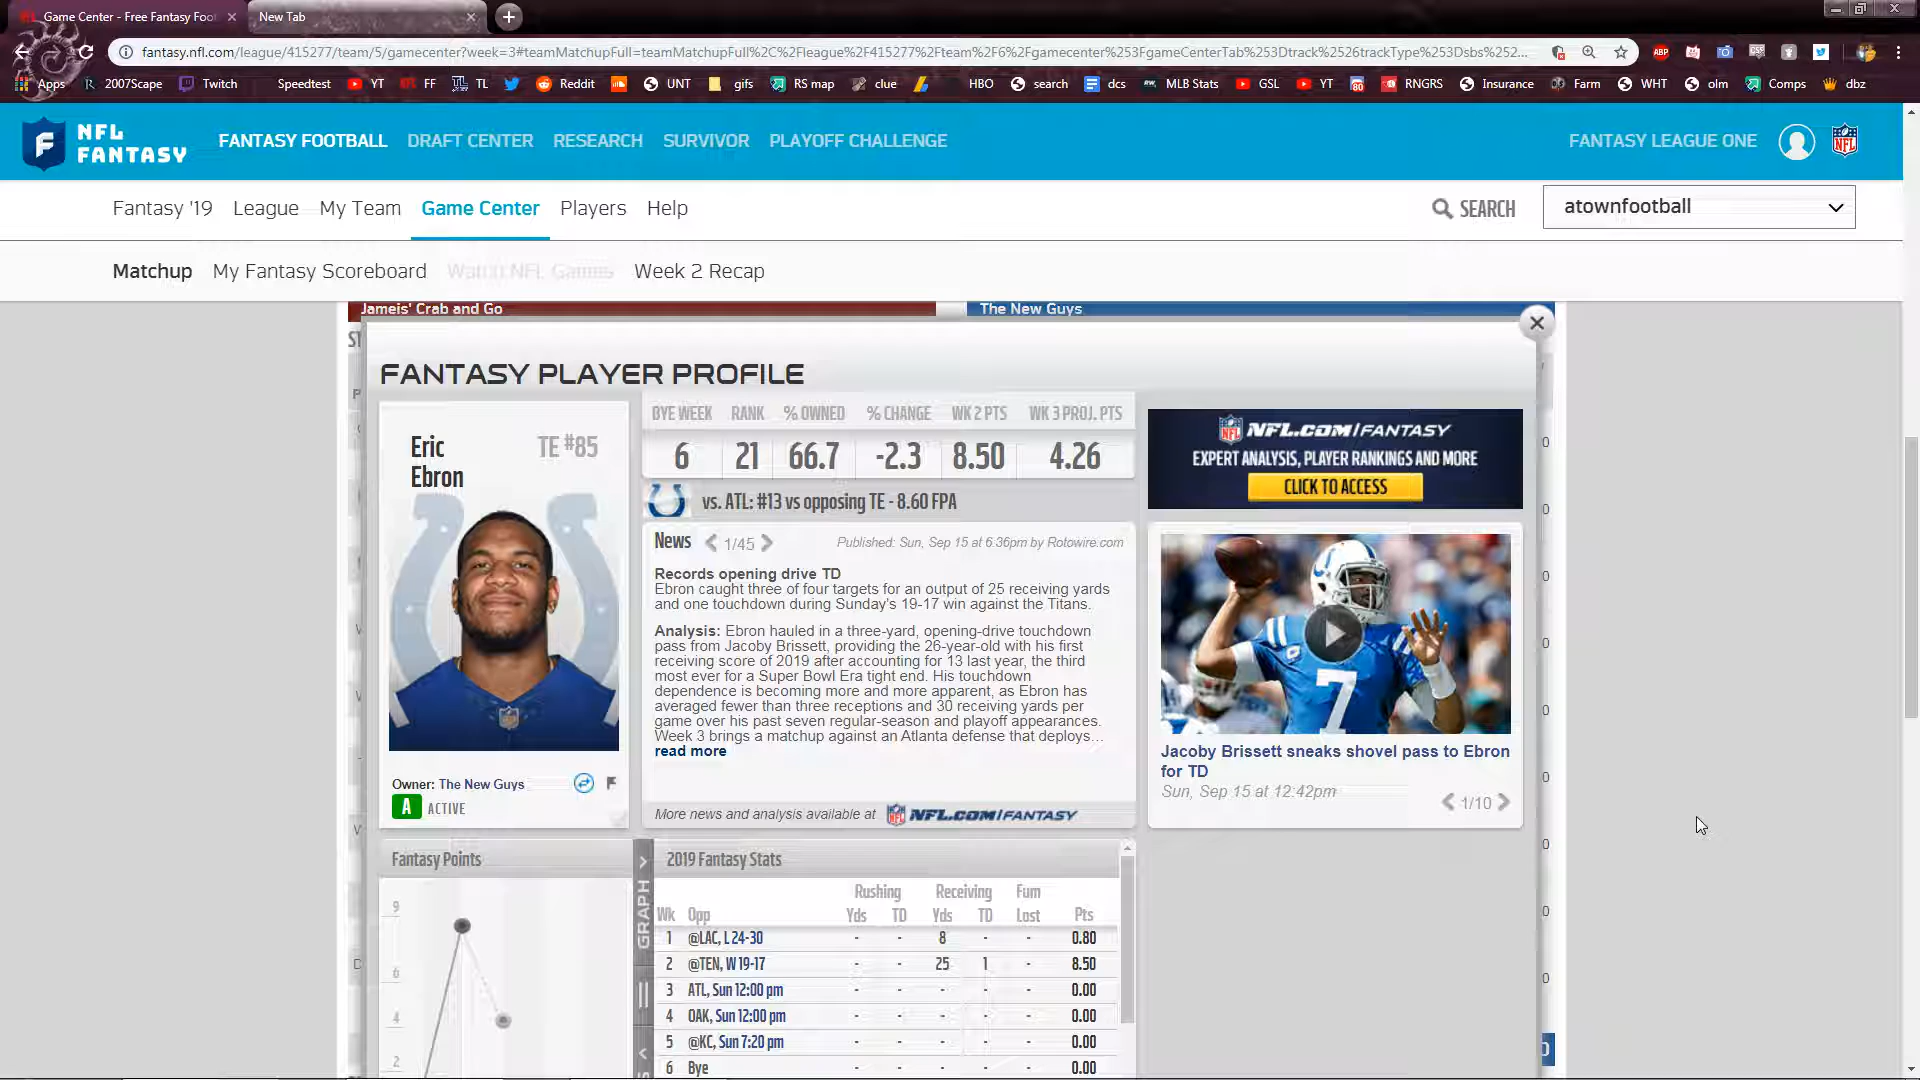 Game Center - Free Fantasy Foo
New Tab
fantasy.nfl.com/league/415277/team/5/gamecenter?week=3#teamMatchupFull=teamMatchupFull%2C%2Fleague%2F415277%2Fteam%2F6%2Fgamecenter%253FgameCenterTab%253Dtrack%2526trackType%253Dsbs%252...
ABP
Apps 2007Scape Twitch Speedtest YT FF TL Reddit UNT gifs RS map clue HBO search dcs MLB Stats GSL YT RNGRS Insurance Farm WHT olm Comps dbz
NFL
FANTASY
FANTASY FOOTBALL DRAFT CENTER RESEARCH SURVIVOR PLAYOFF CHALLENGE FANTASY LEAGUE ONE
Fantasy '19 League My Team Game Center Players Help SEARCH atownfootball
Matchup My Fantasy Scoreboard Watch NFL Games Week 2 Recap
Jameis' Crab and Go The New Guys
FANTASY PLAYER PROFILE
Eric
Ebron
TE #85
BYE WEEK RANK % OWNED % CHANGE WK 2 PTS WK 3 PROJ. PTS
6 21 66.7 -2.3 8.50 4.26
vs. ATL: #13 vs opposing TE - 8.60 FPA
News 1/45 Published: Sun, Sep 15 at 6:36pm by Rotowire.com
Records opening drive TD
Ebron caught three of four targets for an output of 25 receiving yards
and one touchdown during Sunday's 19-17 win against the Titans.
Analysis: Ebron hauled in a three-yard, opening-drive touchdown
pass from Jacoby Brissett, providing the 26-year-old with his first
receiving score of 2019 after accounting for 13 last year, the third
most ever for a Super Bowl Era tight end. His touchdown
dependence is becoming more and more apparent, as Ebron has
averaged fewer than three receptions and 30 receiving yards per
game over his past seven regular-season and playoff appearances.
Week 3 brings a matchup against an Atlanta defense that deploys...
read more
More news and analysis available at NFL.COM/FANTASY
Owner: The New Guys
A ACTIVE
NFL.COM/FANTASY
EXPERT ANALYSIS, PLAYER RANKINGS AND MORE
CLICK TO ACCESS
7
Jacoby Brissett sneaks shovel pass to Ebron
for TD
Sun, Sep 15 at 12:42pm
1/10
Fantasy Points
9
6
4
2
GRAPH
2019 Fantasy Stats
Rushing Receiving Fum
Wk Opp Yds TD Yds TD Lost Pts
1 @LAC, L 24-30 - - 8 - - 0.80
2 @TEN, W 19-17 - - 25 1 - 8.50
3 ATL, Sun 12:00 pm - - - - - 0.00
4 OAK, Sun 12:00 pm - - - - - 0.00
5 @KC, Sun 7:20 pm - - - - - 0.00
6 Bye 0.00